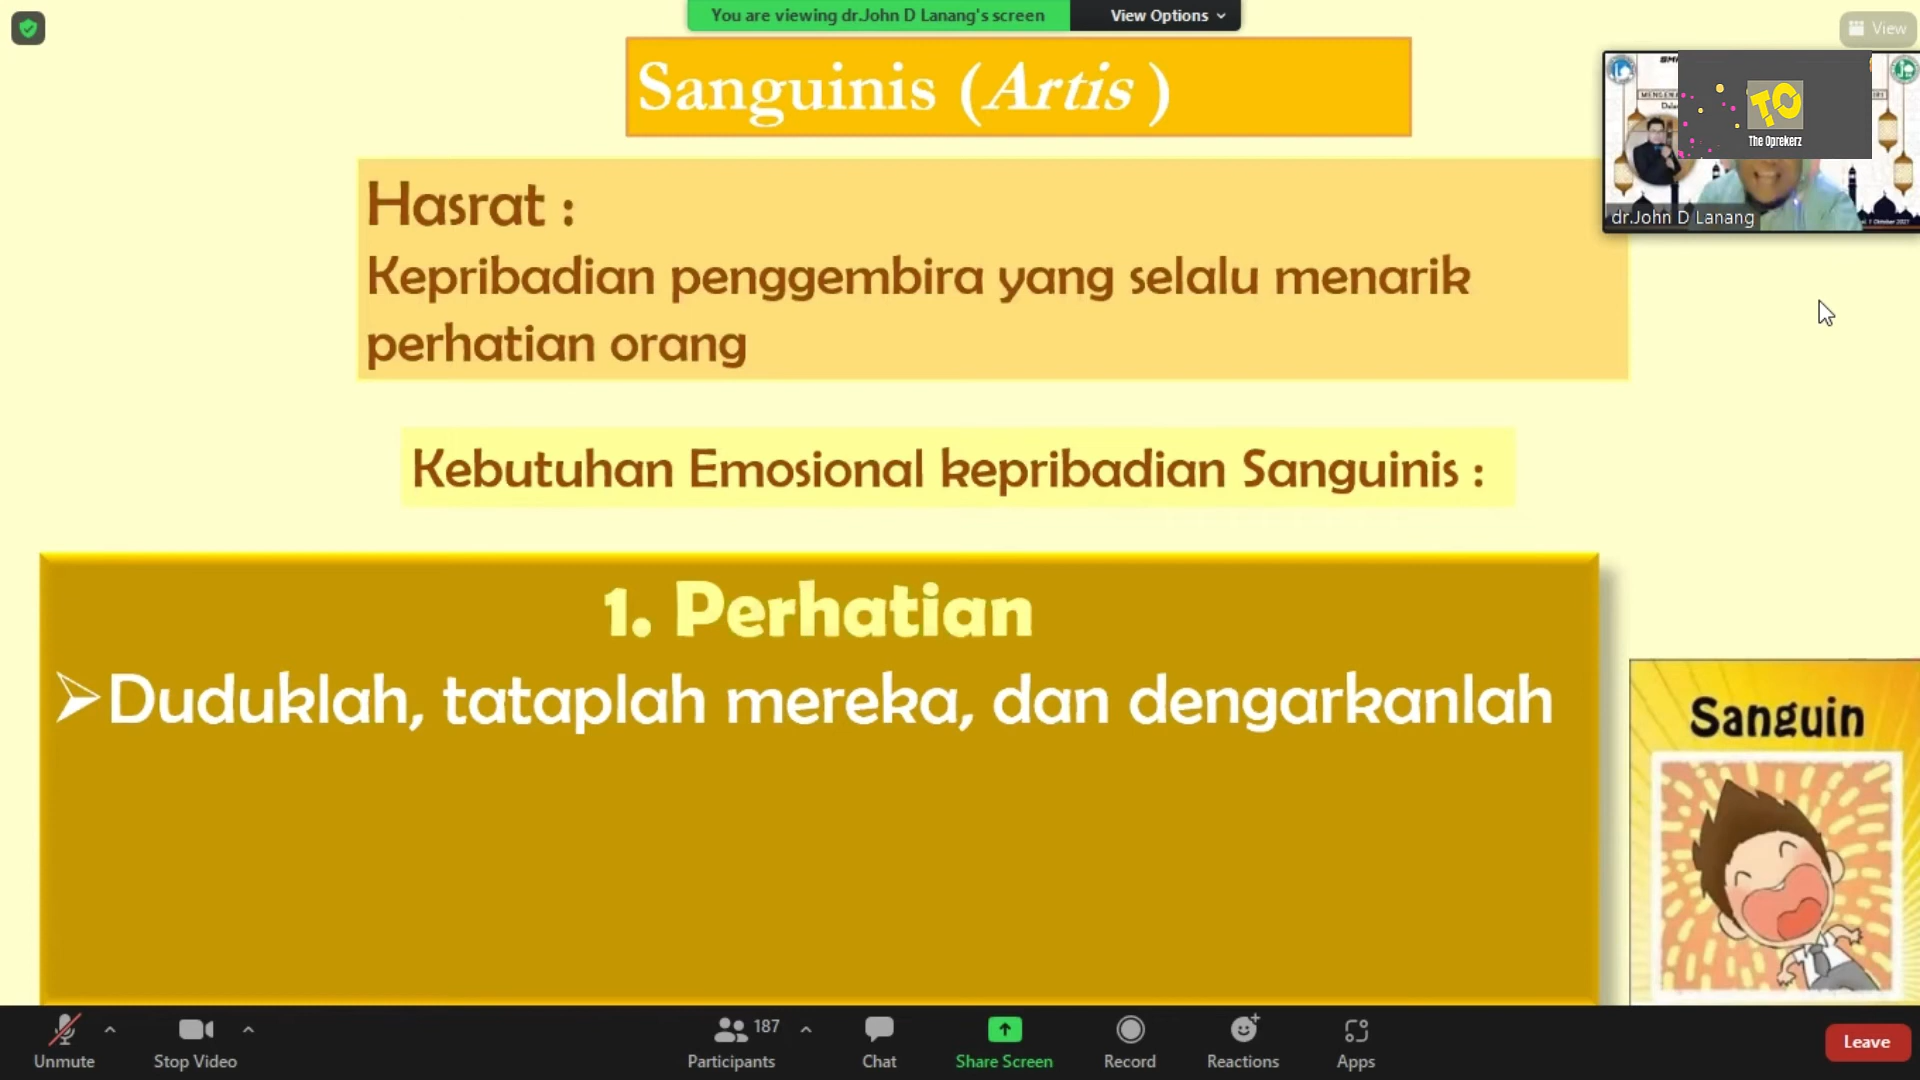 You are viewing dr.John D Lanang's screen
View Options
View
Sanguinis (Artis )
The Oprekerz
dr.John D Lanang
Hasrat :
Kepribadian penggembira yang selalu menarik
perhatian orang
Kebutuhan Emosional kepribadian Sanguinis :
1. Perhatian
Duduklah, tataplah mereka, dan dengarkanlah
Sanguin
Unmute
Stop Video
187
Participants
Chat
Share Screen
Record
Reactions
Apps
Leave